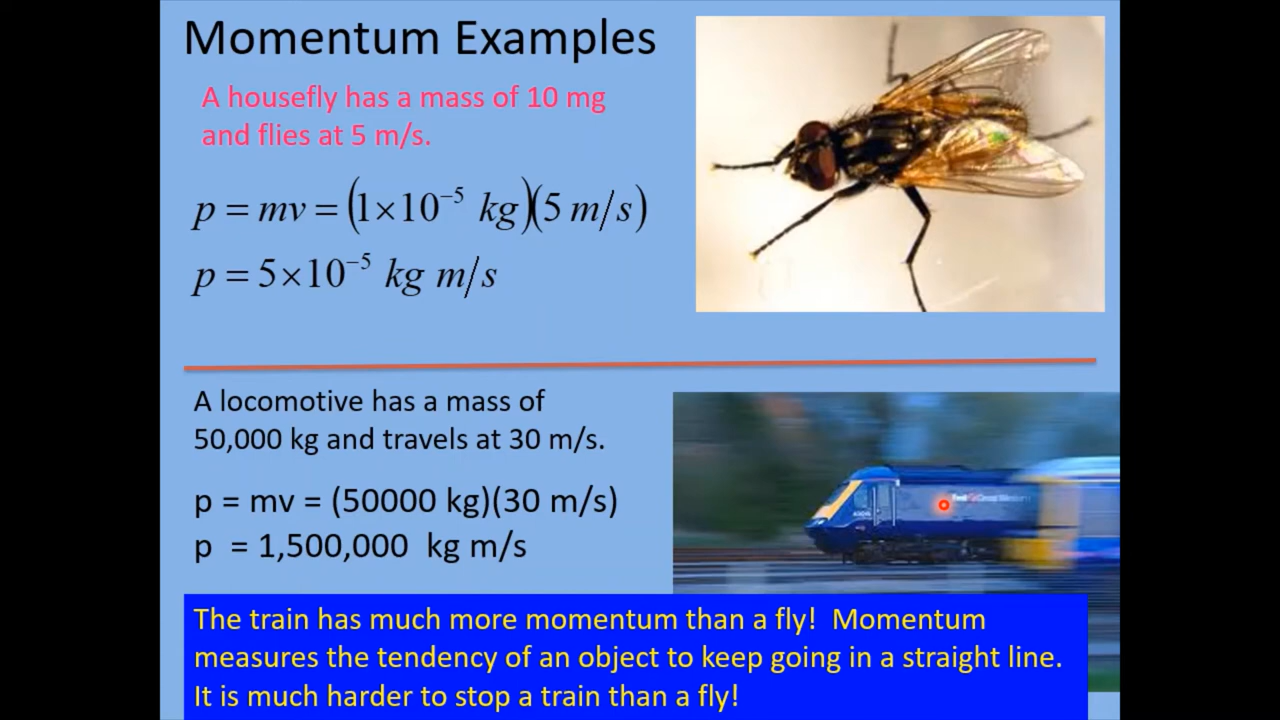 Momentum Examples
A housefly has a mass of 10 mg
and flies at 5 m/s.
p = mv = (1×10⁻⁵ kg)(5 m/s)
p = 5×10⁻⁵ kg m/s
A locomotive has a mass of
50,000 kg and travels at 30 m/s.
p = mv = (50000 kg)(30 m/s)
p = 1,500,000 kg m/s
The train has much more momentum than a fly! Momentum
measures the tendency of an object to keep going in a straight line.
It is much harder to stop a train than a fly!